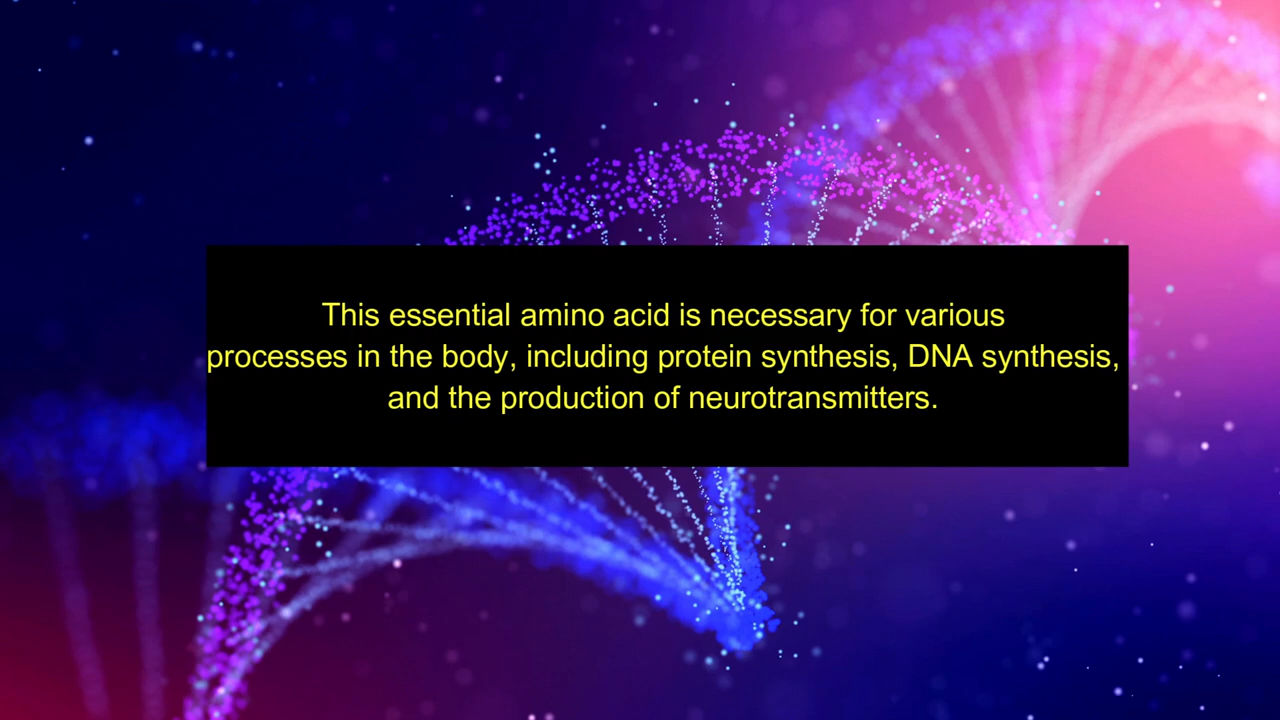 This essential amino acid is necessary for various
processes in the body, including protein synthesis, DNA synthesis,
and the production of neurotransmitters.